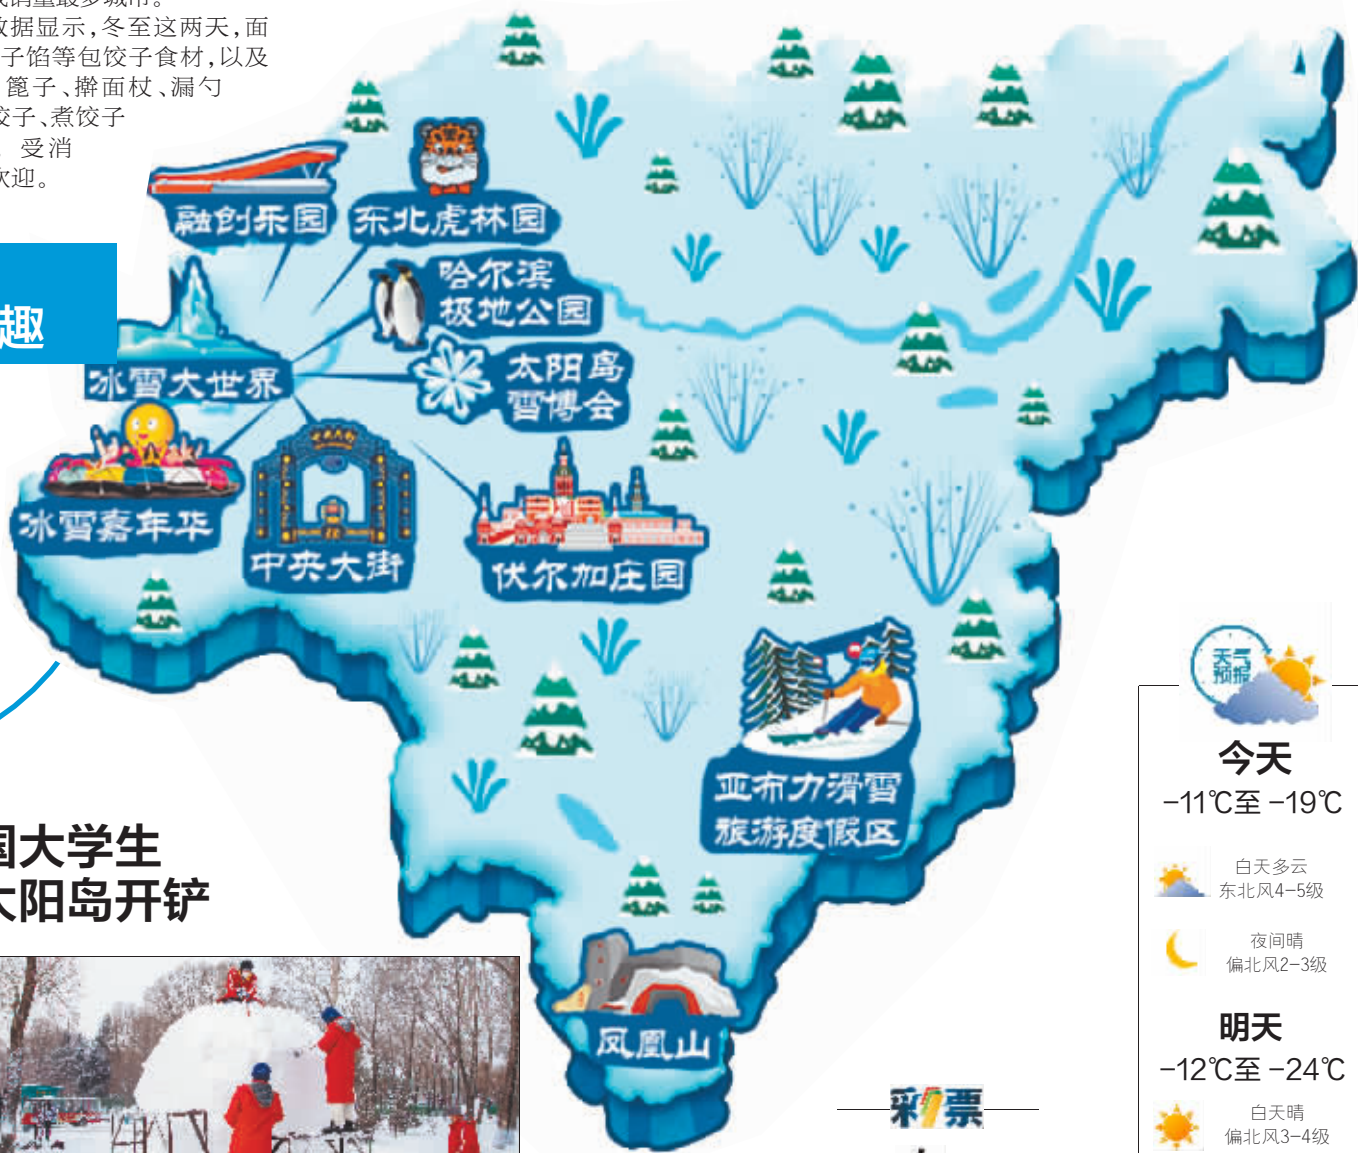 数据显示,冬至这两天,面
子馅等包饺子食材,以及
篦子、擀面杖、漏勺
饺子、煮饺子
受消
欢迎。
趣
融创乐园
东北虎林园
哈尔滨
极地公园
冰雪大世界
太阳岛
雪博会
冰雪嘉年华
中央大街
伏尔加庄园
亚布力滑雪
旅游度假区
凤凰山
国大学生
太阳岛开铲
彩票
天气
预报
今天
-11℃至 -19℃
白天多云
东北风4-5级
夜间晴
偏北风2-3级
明天
-12℃至 -24℃
白天晴
偏北风3-4级